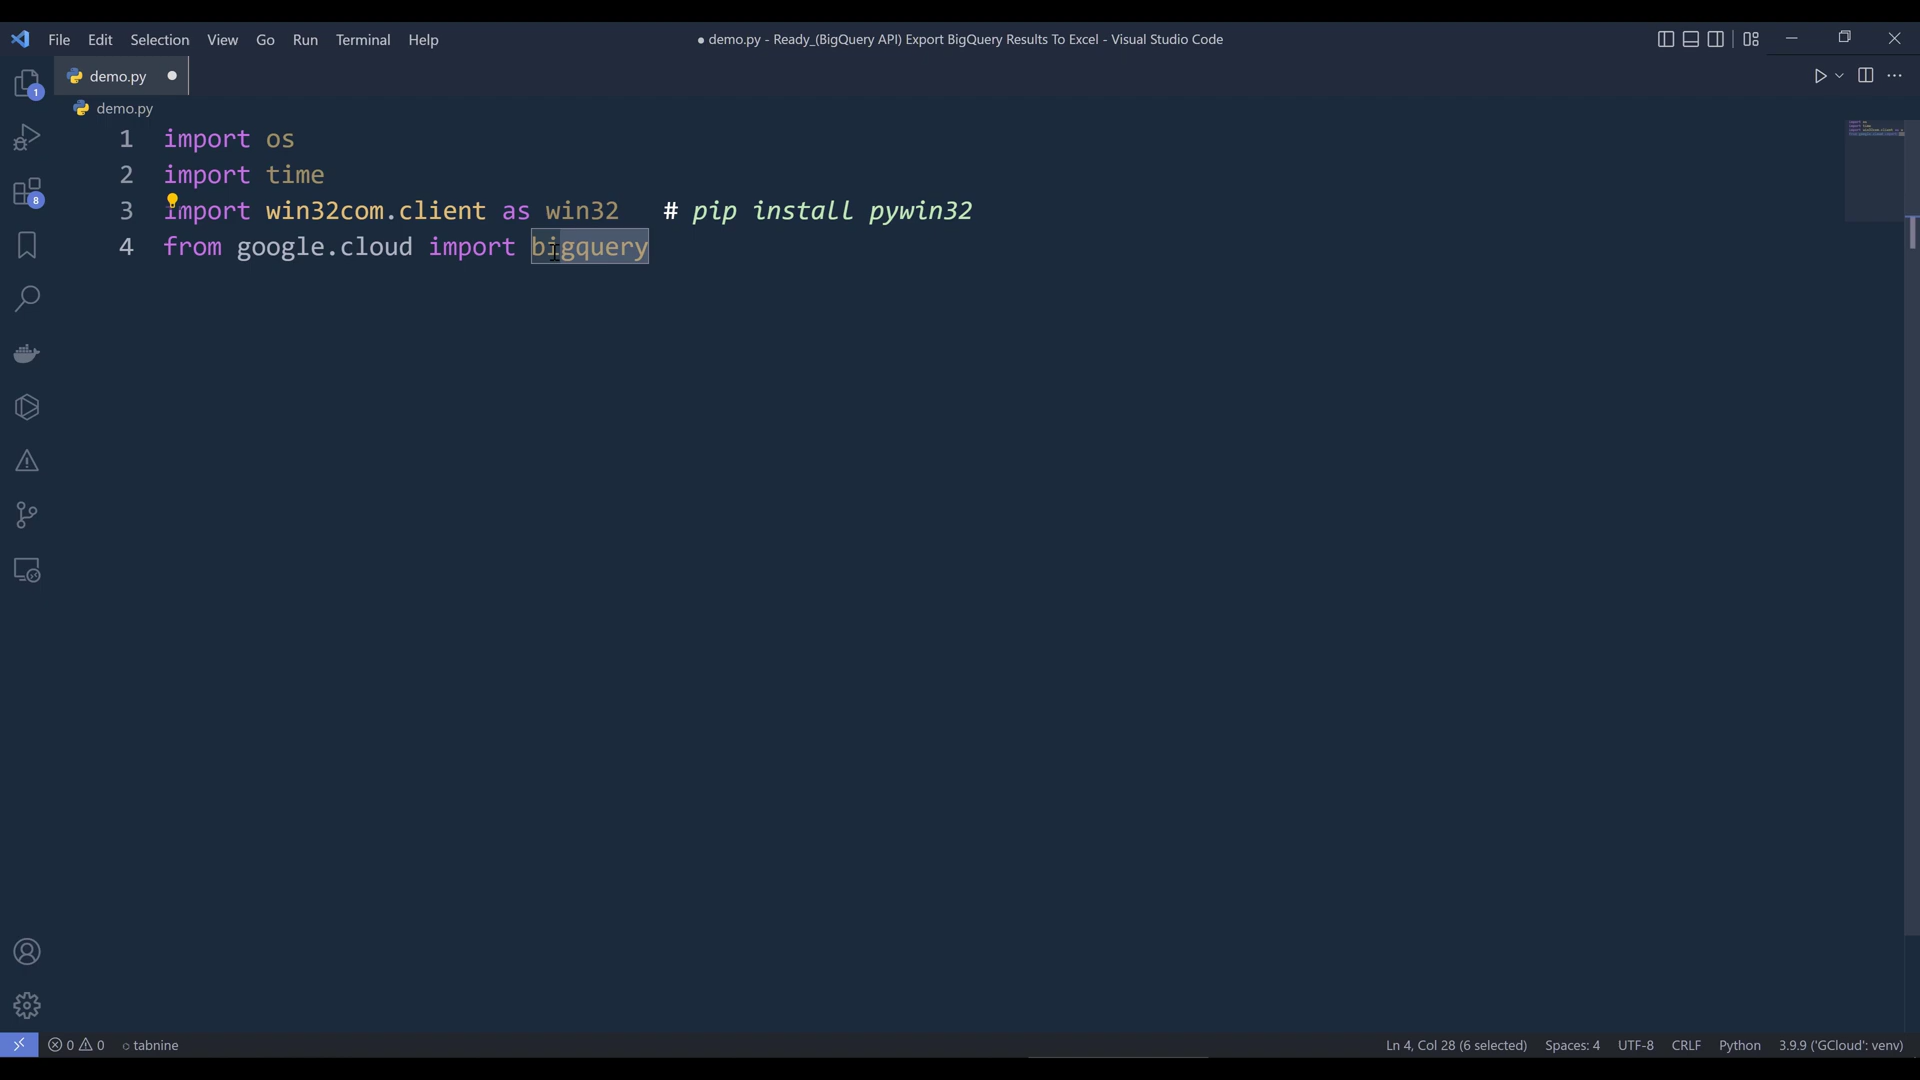 File Edit Selection View Go Run Terminal Help
● demo.py - Ready_(BigQuery API) Export BigQuery Results To Excel - Visual Studio Code
demo.py
1
demo.py
1 import os
2 import time
3 import win32com.client as win32 # pip install pywin32
4 from google.cloud import bigquery
8
0 0 tabnine
Ln 4, Col 28 (6 selected) Spaces: 4 UTF-8 CRLF Python 3.9.9 ('GCloud': venv)